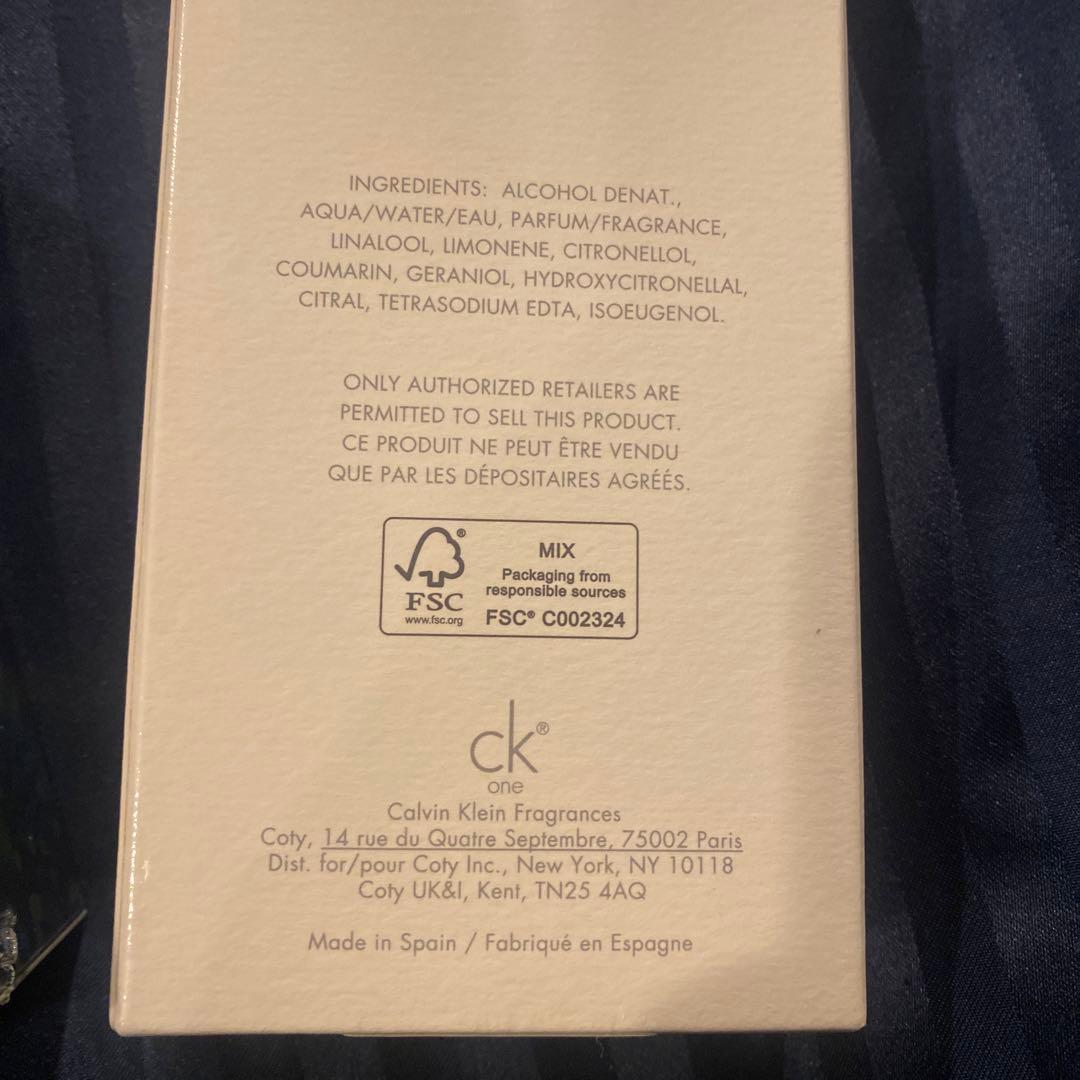 INGREDIENTS: ALCOHOL DENAT.,
AQUA/WATER/EAU, PARFUM/FRAGRANCE,
LINALOOL, LIMONENE, CITRONELLOL,
COUMARIN, GERANIOL, HYDROXYCITRONELLAL,
CITRAL, TETRASODIUM EDTA, ISOEUGENOL.
ONLY AUTHORIZED RETAILERS ARE
PERMITTED TO SELL THIS PRODUCT.
CE PRODUIT NE PEUT ÊTRE VENDU
QUE PAR LES DÉPOSITAIRES AGRÉÉS.
®
FSC
www.fsc.org
MIX
Packaging from
responsible sources
FSC® C002324
ck®
one
Calvin Klein Fragrances
Coty, 14 rue du Quatre Septembre, 75002 Paris
Dist. for/pour Coty Inc., New York, NY 10118
Coty UK&I, Kent, TN25 4AQ
Made in Spain / Fabriqué en Espagne